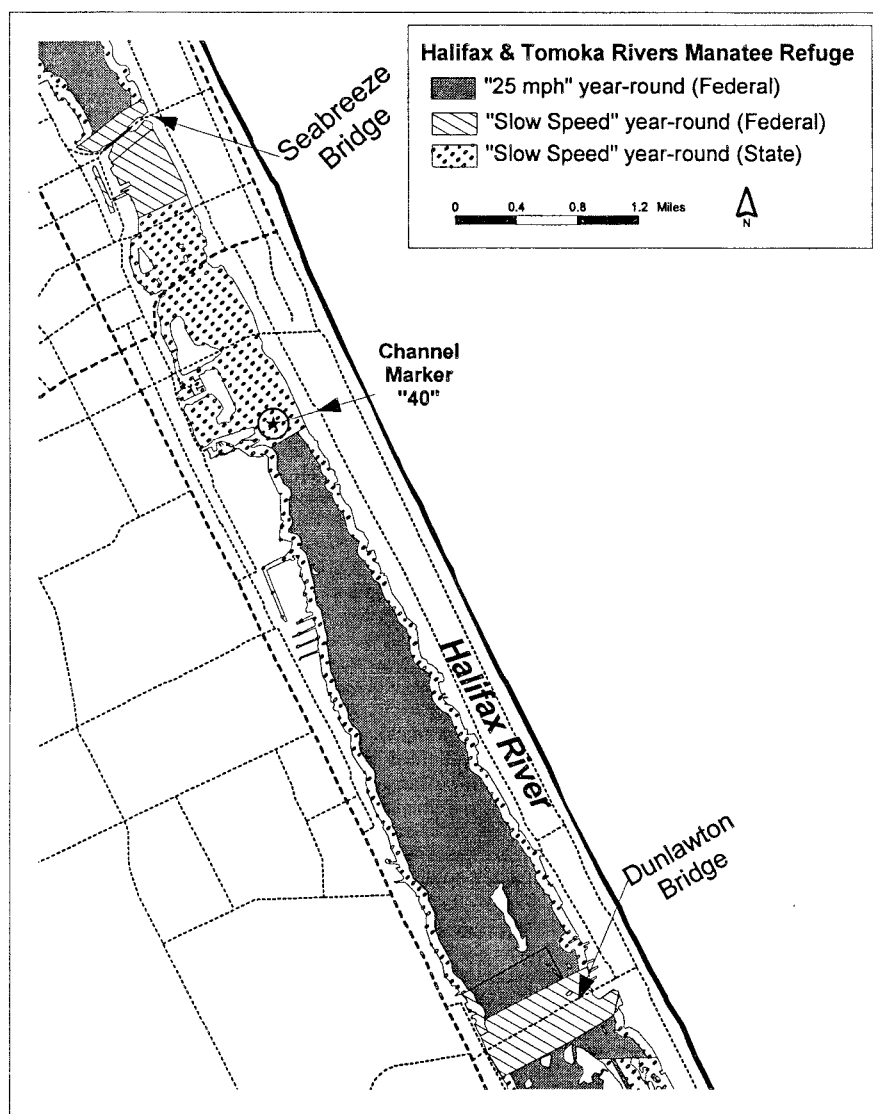 Halifax & Tomoka Rivers Manatee Refuge
"25 mph" year-round (Federal)
"Slow Speed" year-round (Federal)
"Slow Speed" year-round (State)
0 0.4 0.8 1.2 Miles
N
Seabreeze
Bridge
Channel
Marker
"40"
Halifax River
Dunlawton
Bridge